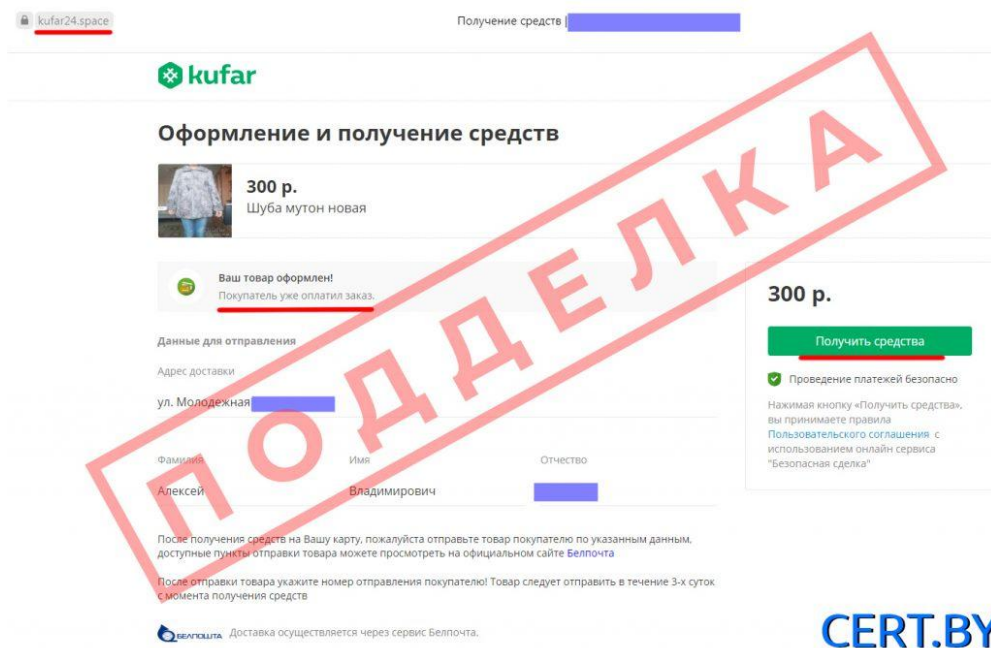 kufar24.space
Получение средств |
kufar
Оформление и получение средств
300 р.
Шуба мутон новая
Ваш товар оформлен!
Покупатель уже оплатил заказ.
300 р.
Получить средства
Проведение платежей безопасно
Нажимая кнопку «Получить средства»,
вы принимаете правила
Пользовательского соглашения с
использованием онлайн сервиса
"Безопасная сделка"
Данные для отправления
Адрес доставки
ул. Молодежная
Фамилия Имя Отчество
Алексей Владимирович
После получения средств на Вашу карту, пожалуйста отправьте товар покупателю по указанным данным,
доступные пункты отправки товара можете просмотреть на официальном сайте Белпочта
После отправки товара укажите номер отправления покупателю! Товар следует отправить в течение 3-х суток
с момента получения средств
БЕЛПОШТА Доставка осуществляется через сервис Белпочта.
ПОДДЕЛКА
CERT.BY